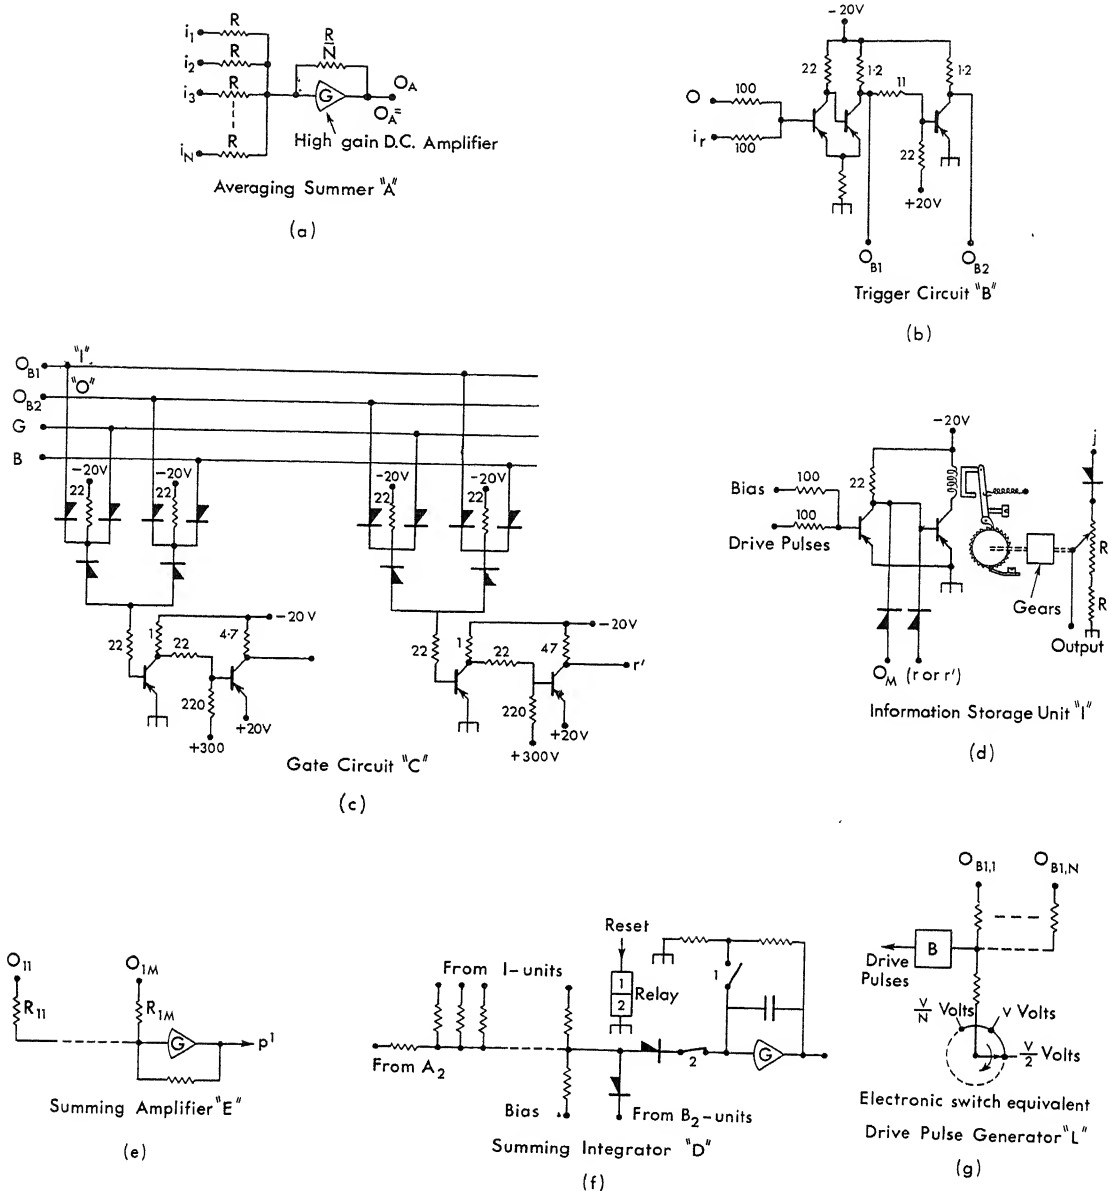 i1
R
i2
R
i3
R
iN
R
R
N
G
OA
OA=
High gain D.C. Amplifier
Averaging Summer "A"
(a)
-20V
22
1·2
11
1·2
O
100
ir
100
22
+20V
OB1
OB2
Trigger Circuit "B"
(b)
OB1
"I"
"O"
OB2
G
B
-20V
22
-20V
22
-20V
22
-20V
22
22
1
22
4·7
-20V
220
+300
+20V
22
1
22
47
-20V
r'
220
+300V
+20V
Gate Circuit "C"
(c)
-20V
Bias
100
100
22
Drive Pulses
j
R
R
Gears
Output
OM (r or r')
Information Storage Unit "I"
(d)
O11
O1M
R11
R1M
G
p1
Summing Amplifier "E"
(e)
Reset
From I-units
1
2
Relay
1
2
G
From A2
Bias
From B2-units
Summing Integrator "D"
(f)
OB1,1
OB1,N
B
Drive
Pulses
V
N
Volts
V Volts
V
2
Volts
Electronic switch equivalent
Drive Pulse Generator "L"
(g)